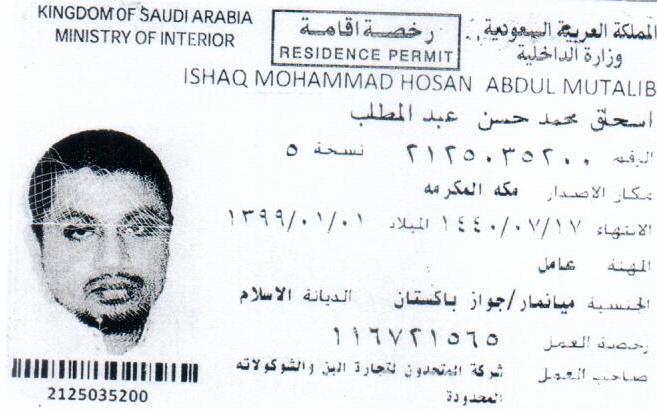 KINGDOM OF SAUDI ARABIA
MINISTRY OF INTERIOR
رخصة اقامة
RESIDENCE PERMIT
المملكة العربية السعودية
وزارة الداخلية
ISHAQ MOHAMMAD HOSAN ABDUL MUTALIB
اسحاق محمد حسن عبد المطلب
الرقم ٢١٢٥٠٣٥٢٠٠ نسخة ٥
مكان الاصدار مكه المكرمه
الانتهاء ١٤٤٠/٠٧/١٧ الميلاد ١٣٩٩/٠١/٠١
المهنة عامل
الجنسية ميانمار/جواز باكستان الديانة الاسلام
رخصة العمل ١١٦٧٢١٥٦٥
صاحب العمل شركة المتحدون لتجارة البن والشوكولاته
المحدودة
2125035200